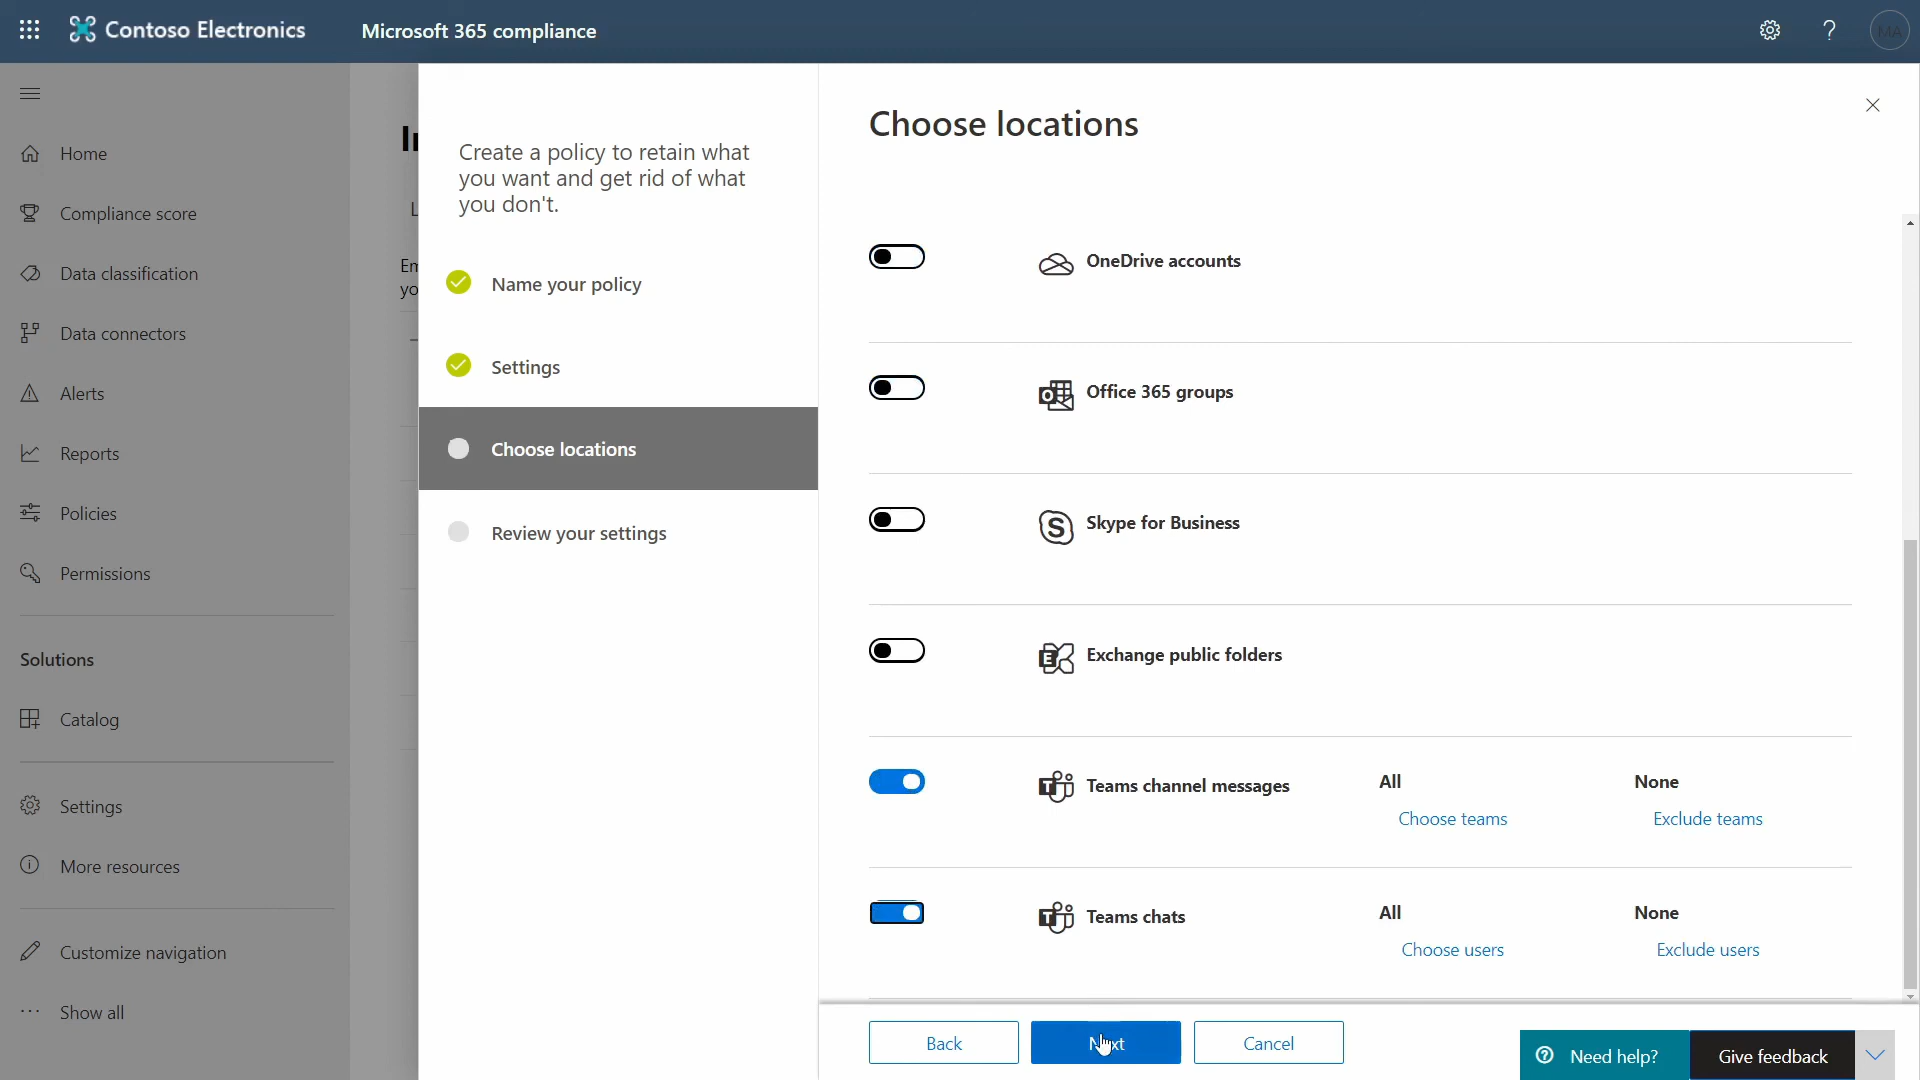 Contoso Electronics
Microsoft 365 compliance
Home
Compliance score
Data classification
Data connectors
Alerts
Reports
Policies
Permissions
Solutions
Catalog
Settings
More resources
Customize navigation
Show all
Create a policy to retain what
you want and get rid of what
you don't.
Name your policy
Settings
Choose locations
Review your settings
Choose locations
OneDrive accounts
Office 365 groups
Skype for Business
Exchange public folders
Teams channel messages
All
None
Choose teams
Exclude teams
Teams chats
All
None
Choose users
Exclude users
Back
Next
Cancel
Need help?
Give feedback